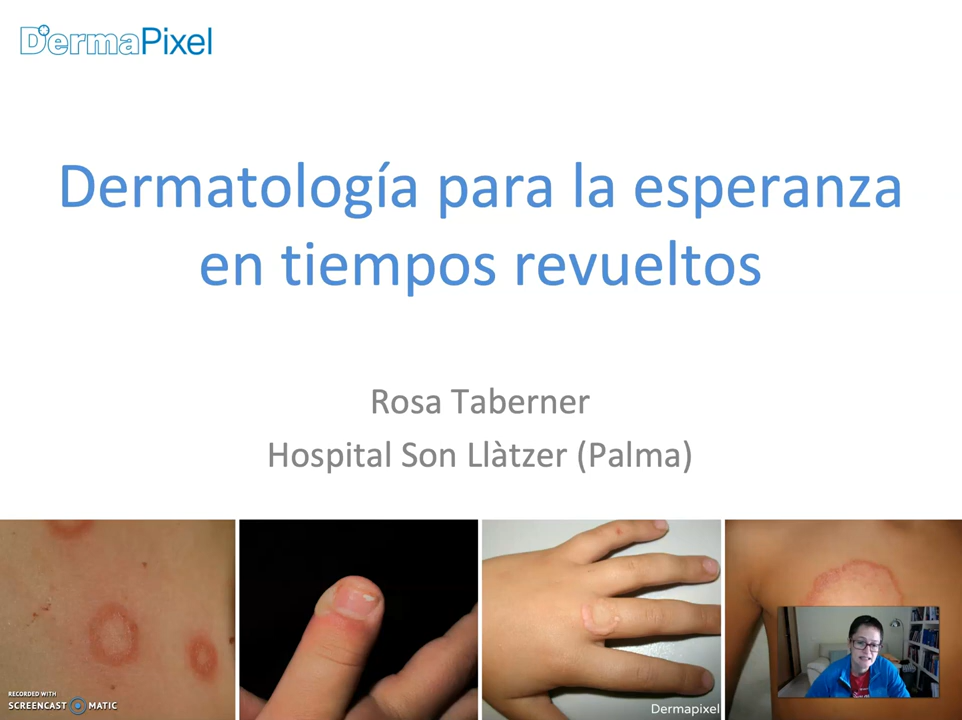 DermaPixel
Dermatología para la esperanza
en tiempos revueltos
Rosa Taberner
Hospital Son Llàtzer (Palma)
Dermapixel
RECORDED WITH
SCREENCAST MATIC